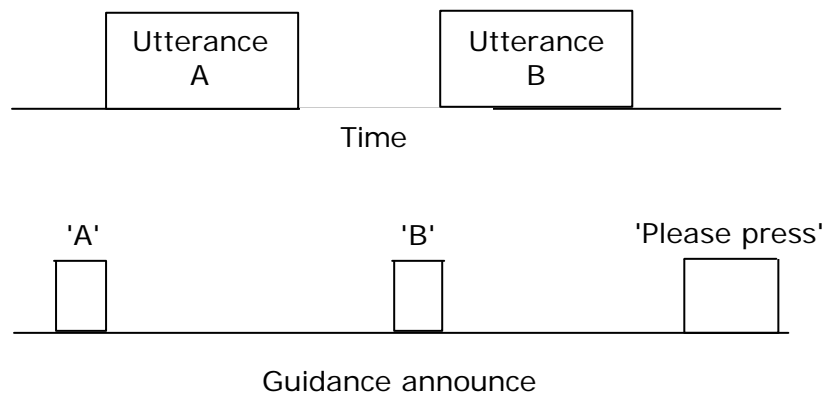 Utterance
A
Utterance
B
Time
'A'
'B'
'Please press'
Guidance announce